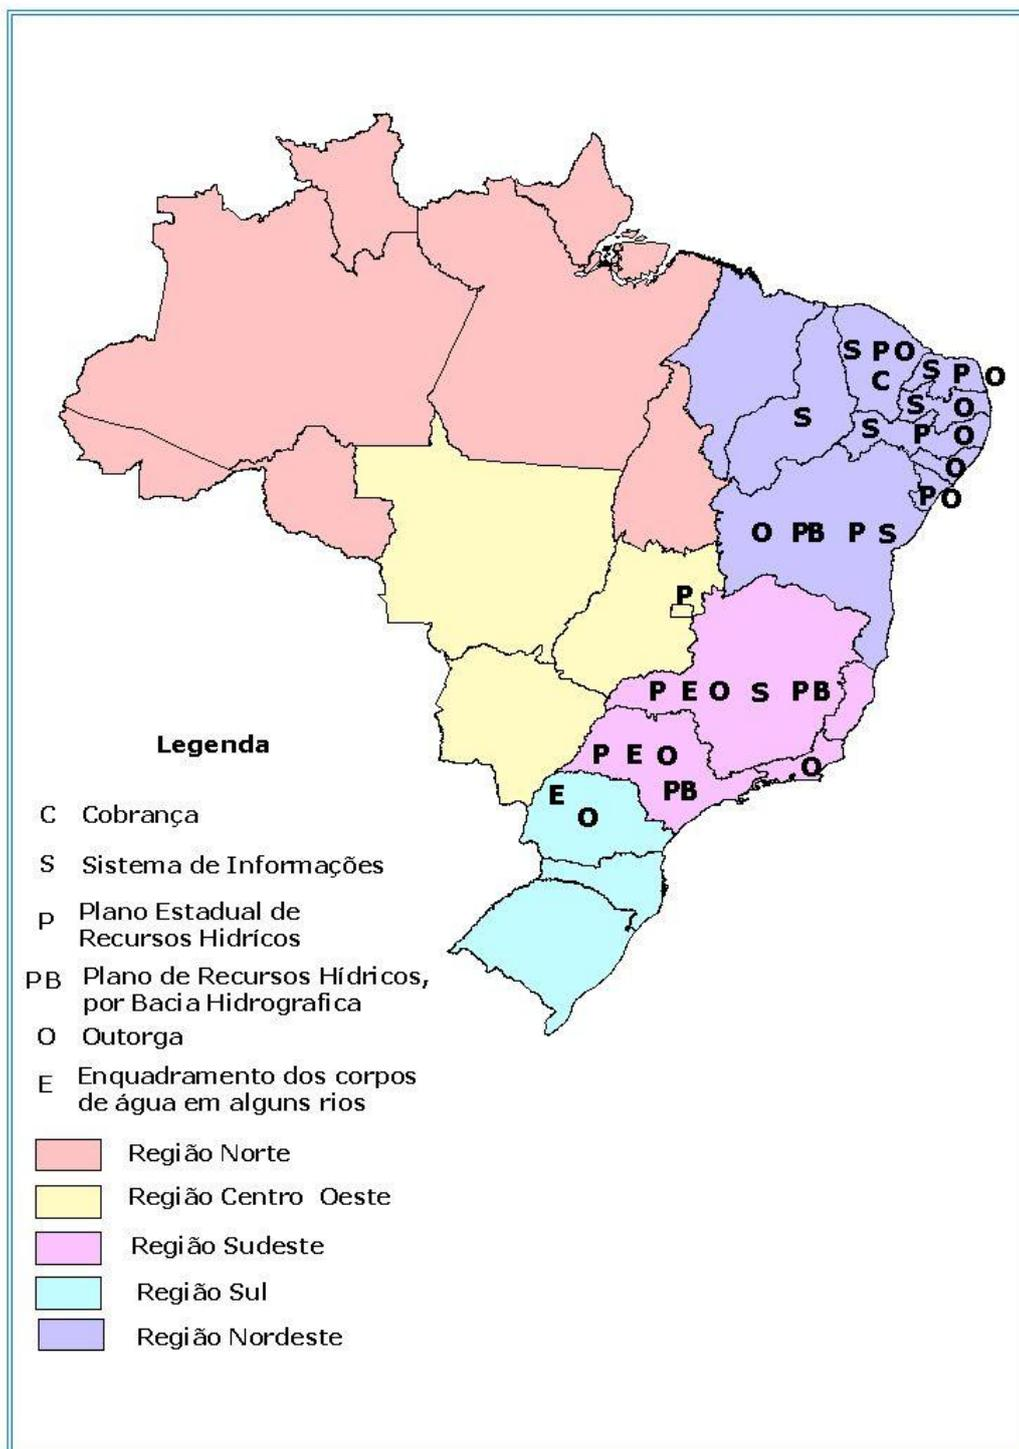 S P O
C
S P O
S O
S
S P O
O
P O
O PB P S
P
P E O S PB
P E O
PB
O
E
O
Legenda
C Cobrança
S Sistema de Informações
P Plano Estadual de
Recursos Hidrícos
PB Plano de Recursos Hídricos,
por Bacia Hidrografica
O Outorga
E Enquadramento dos corpos
de água em alguns rios
Região Norte
Região Centro Oeste
Região Sudeste
Região Sul
Região Nordeste